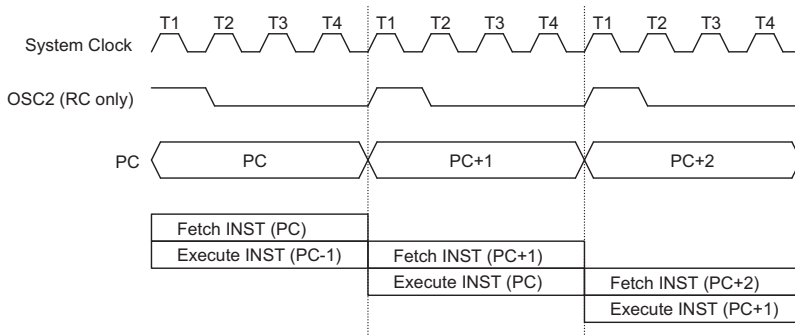 T1 T2 T3 T4 T1 T2 T3 T4 T1 T2 T3 T4
System Clock
OSC2 (RC only)
PC PC PC+1 PC+2
Fetch INST (PC)
Execute INST (PC-1) Fetch INST (PC+1)
Execute INST (PC) Fetch INST (PC+2)
Execute INST (PC+1)